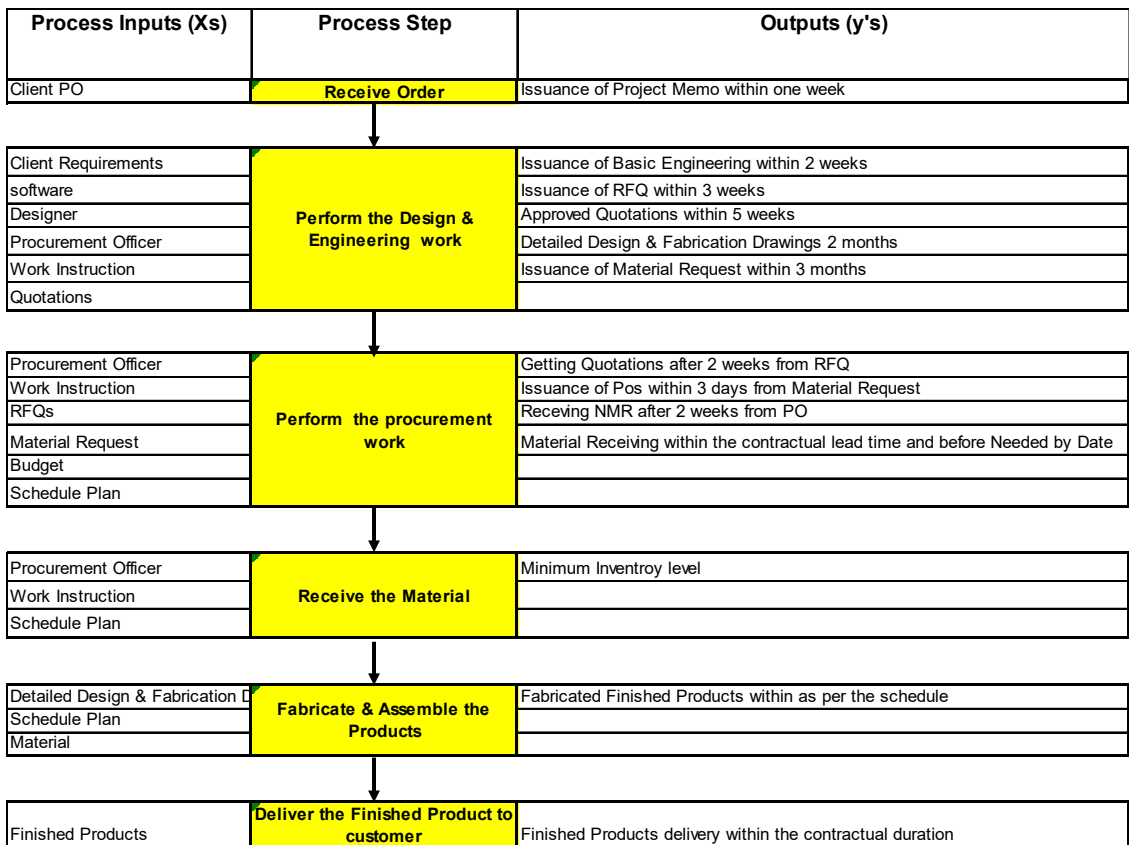 Process Inputs (Xs) Process Step Outputs (y's)
Client PO Receive Order Issuance of Project Memo within one week
Client Requirements Issuance of Basic Engineering within 2 weeks
software Issuance of RFQ within 3 weeks
Designer Perform the Design & Approved Quotations within 5 weeks
Procurement Officer Engineering work Detailed Design & Fabrication Drawings 2 months
Work Instruction Issuance of Material Request within 3 months
Quotations
Procurement Officer Getting Quotations after 2 weeks from RFQ
Work Instruction Issuance of Pos within 3 days from Material Request
RFQs Perform the procurement Receving NMR after 2 weeks from PO
Material Request work Material Receiving within the contractual lead time and before Needed by Date
Budget
Schedule Plan
Procurement Officer Minimum Inventroy level
Work Instruction Receive the Material
Schedule Plan
Detailed Design & Fabrication D Fabricate & Assemble the Fabricated Finished Products within as per the schedule
Schedule Plan Products
Material
Deliver the Finished Product to
Finished Products customer Finished Products delivery within the contractual duration